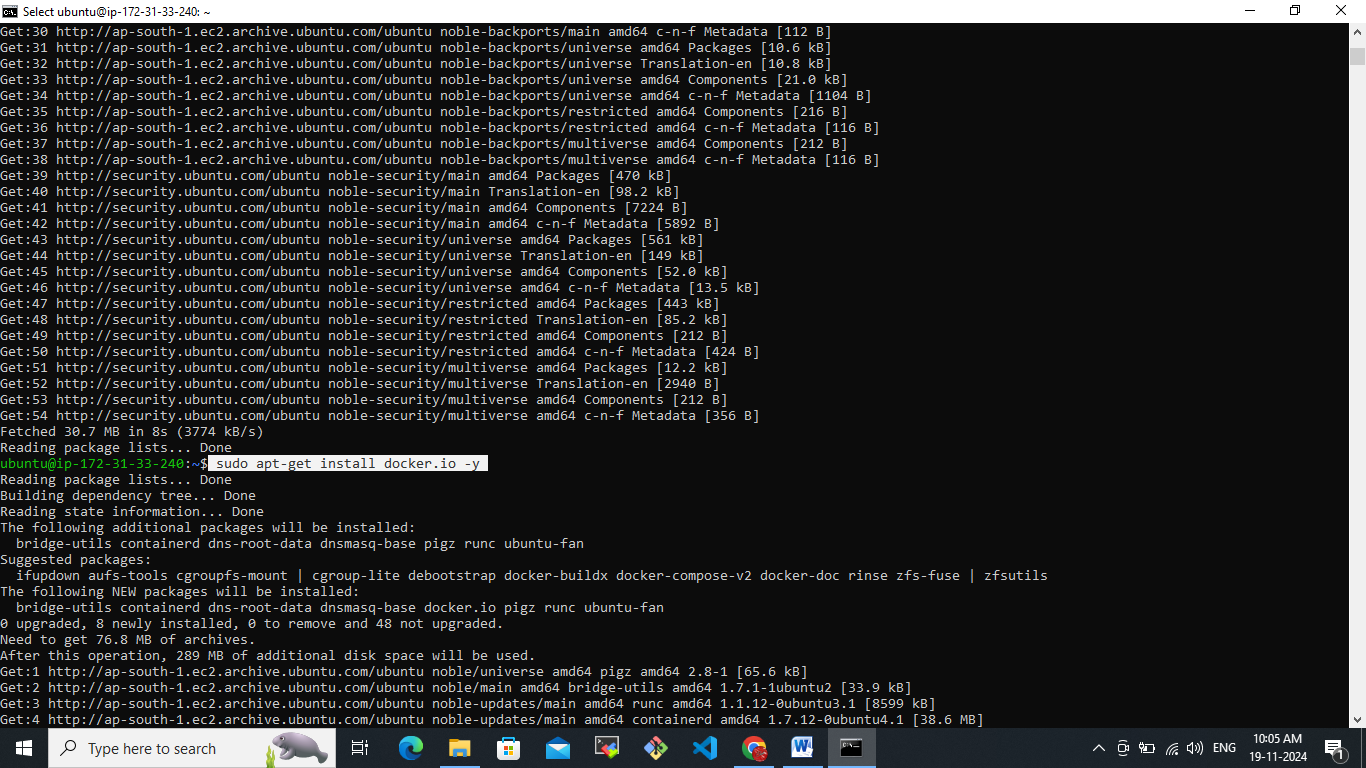 Select ubuntu@ip-172-31-33-240: ~
Get:30 http://ap-south-1.ec2.archive.ubuntu.com/ubuntu noble-backports/main amd64 c-n-f Metadata [112 B]
Get:31 http://ap-south-1.ec2.archive.ubuntu.com/ubuntu noble-backports/universe amd64 Packages [10.6 kB]
Get:32 http://ap-south-1.ec2.archive.ubuntu.com/ubuntu noble-backports/universe Translation-en [10.8 kB]
Get:33 http://ap-south-1.ec2.archive.ubuntu.com/ubuntu noble-backports/universe amd64 Components [21.0 kB]
Get:34 http://ap-south-1.ec2.archive.ubuntu.com/ubuntu noble-backports/universe amd64 c-n-f Metadata [1104 B]
Get:35 http://ap-south-1.ec2.archive.ubuntu.com/ubuntu noble-backports/restricted amd64 Components [216 B]
Get:36 http://ap-south-1.ec2.archive.ubuntu.com/ubuntu noble-backports/restricted amd64 c-n-f Metadata [116 B]
Get:37 http://ap-south-1.ec2.archive.ubuntu.com/ubuntu noble-backports/multiverse amd64 Components [212 B]
Get:38 http://ap-south-1.ec2.archive.ubuntu.com/ubuntu noble-backports/multiverse amd64 c-n-f Metadata [116 B]
Get:39 http://security.ubuntu.com/ubuntu noble-security/main amd64 Packages [470 kB]
Get:40 http://security.ubuntu.com/ubuntu noble-security/main Translation-en [98.2 kB]
Get:41 http://security.ubuntu.com/ubuntu noble-security/main amd64 Components [7224 B]
Get:42 http://security.ubuntu.com/ubuntu noble-security/main amd64 c-n-f Metadata [5892 B]
Get:43 http://security.ubuntu.com/ubuntu noble-security/universe amd64 Packages [561 kB]
Get:44 http://security.ubuntu.com/ubuntu noble-security/universe Translation-en [149 kB]
Get:45 http://security.ubuntu.com/ubuntu noble-security/universe amd64 Components [52.0 kB]
Get:46 http://security.ubuntu.com/ubuntu noble-security/universe amd64 c-n-f Metadata [13.5 kB]
Get:47 http://security.ubuntu.com/ubuntu noble-security/restricted amd64 Packages [443 kB]
Get:48 http://security.ubuntu.com/ubuntu noble-security/restricted Translation-en [85.2 kB]
Get:49 http://security.ubuntu.com/ubuntu noble-security/restricted amd64 Components [212 B]
Get:50 http://security.ubuntu.com/ubuntu noble-security/restricted amd64 c-n-f Metadata [424 B]
Get:51 http://security.ubuntu.com/ubuntu noble-security/multiverse amd64 Packages [12.2 kB]
Get:52 http://security.ubuntu.com/ubuntu noble-security/multiverse Translation-en [2940 B]
Get:53 http://security.ubuntu.com/ubuntu noble-security/multiverse amd64 Components [212 B]
Get:54 http://security.ubuntu.com/ubuntu noble-security/multiverse amd64 c-n-f Metadata [356 B]
Fetched 30.7 MB in 8s (3774 kB/s)
Reading package lists... Done
ubuntu@ip-172-31-33-240:~$ sudo apt-get install docker.io -y
Reading package lists... Done
Building dependency tree... Done
Reading state information... Done
The following additional packages will be installed:
  bridge-utils containerd dns-root-data dnsmasq-base pigz runc ubuntu-fan
Suggested packages:
  ifupdown aufs-tools cgroupfs-mount | cgroup-lite debootstrap docker-buildx docker-compose-v2 docker-doc rinse zfs-fuse | zfsutils
The following NEW packages will be installed:
  bridge-utils containerd dns-root-data dnsmasq-base docker.io pigz runc ubuntu-fan
0 upgraded, 8 newly installed, 0 to remove and 48 not upgraded.
Need to get 76.8 MB of archives.
After this operation, 289 MB of additional disk space will be used.
Get:1 http://ap-south-1.ec2.archive.ubuntu.com/ubuntu noble/universe amd64 pigz amd64 2.8-1 [65.6 kB]
Get:2 http://ap-south-1.ec2.archive.ubuntu.com/ubuntu noble/main amd64 bridge-utils amd64 1.7.1-1ubuntu2 [33.9 kB]
Get:3 http://ap-south-1.ec2.archive.ubuntu.com/ubuntu noble-updates/main amd64 runc amd64 1.1.12-0ubuntu3.1 [8599 kB]
Get:4 http://ap-south-1.ec2.archive.ubuntu.com/ubuntu noble-updates/main amd64 containerd amd64 1.7.12-0ubuntu4.1 [38.6 MB]
Type here to search
ENG
10:05 AM
19-11-2024
1